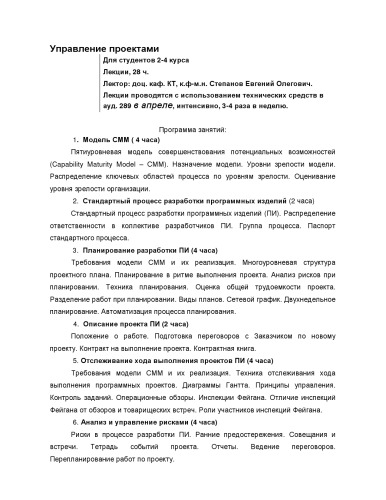 Управление проектами
Для студентов 2-4 курса
Лекции, 28 ч.
Лектор: доц. каф. КТ, к.ф-м.н. Степанов Евгений Олегович.
Лекции проводятся с использованием технических средств в
ауд. 289 в апреле, интенсивно, 3-4 раза в неделю.
Программа занятий:
1. Модель СММ ( 4 часа)
Пятиуровневая модель совершенствования потенциальных возможностей
(Capability Maturity Model – CMM). Назначение модели. Уровни зрелости модели.
Распределение ключевых областей процесса по уровням зрелости. Оценивание
уровня зрелости организации.
2. Стандартный процесс разработки программных изделий (2 часа)
Стандартный процесс разработки программных изделий (ПИ). Распределение
ответственности в коллективе разработчиков ПИ. Группа процесса. Паспорт
стандартного процесса.
3. Планирование разработки ПИ (4 часа)
Требования модели СММ и их реализация. Многоуровневая структура
проектного плана. Планирование в ритме выполнения проекта. Анализ рисков при
планировании. Техника планирования. Оценка общей трудоемкости проекта.
Разделение работ при планировании. Виды планов. Сетевой график. Двухнедельное
планирование. Автоматизация процесса планирования.
4. Описание проекта ПИ (2 часа)
Положение о работе. Подготовка переговоров с Заказчиком по новому
проекту. Контракт на выполнение проекта. Контрактная книга.
5. Отслеживание хода выполнения проектов ПИ (4 часа)
Требования модели СММ и их реализация. Техника отслеживания хода
выполнения программных проектов. Диаграммы Гантта. Принципы управления.
Контроль заданий. Операционные обзоры. Инспекции Фейгана. Отличие инспекций
Фейгана от обзоров и товарищеских встреч. Роли участников инспекций Фейгана.
6. Анализ и управление рисками (4 часа)
Риски в процессе разработки ПИ. Ранние предостережения. Совещания и
встречи. Тетрадь событий проекта. Отчеты. Ведение переговоров.
Перепланирование работ по проекту.